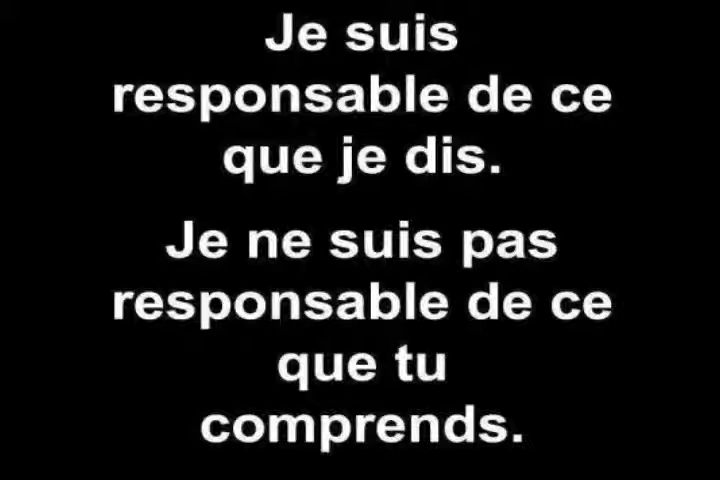 Je suis
responsable de ce
que je dis.
Je ne suis pas
responsable de ce
que tu
comprends.